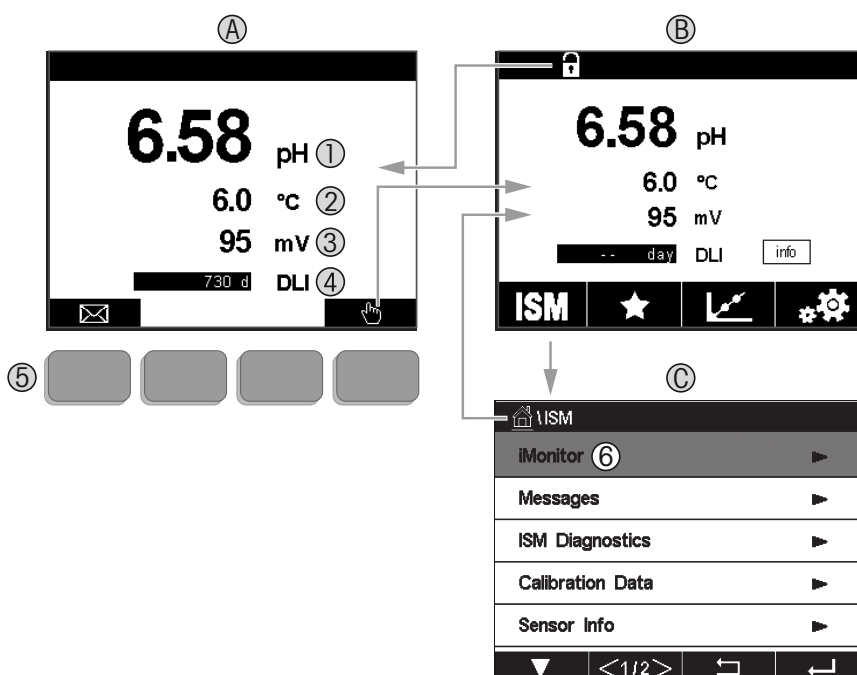 Ⓐ
6.58 pH ①
6.0 °C ②
95 mV ③
730 d DLI ④
⑤
Ⓑ
6.58 pH
6.0 °C
95 mV
-- day DLI info
ISM
Ⓒ
\ISM
iMonitor ⑥
Messages
ISM Diagnostics
Calibration Data
Sensor Info
<1/2>